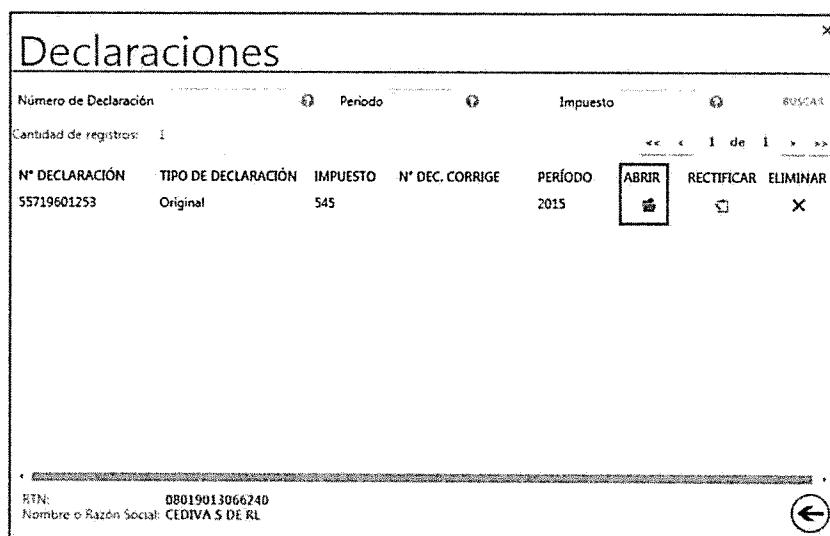 Declaraciones
Número de Declaración Periodo Impuesto BUSCAR
Cantidad de registros: 1 << < 1 de 1 > >>
N° DECLARACIÓN TIPO DE DECLARACIÓN IMPUESTO N° DEC. CORRIGE PERÍODO ABRIR RECTIFICAR ELIMINAR
55719601253 Original 545 2015
RTN: 08019013066240
Nombre o Razón Social: CEDIVA S DE RL